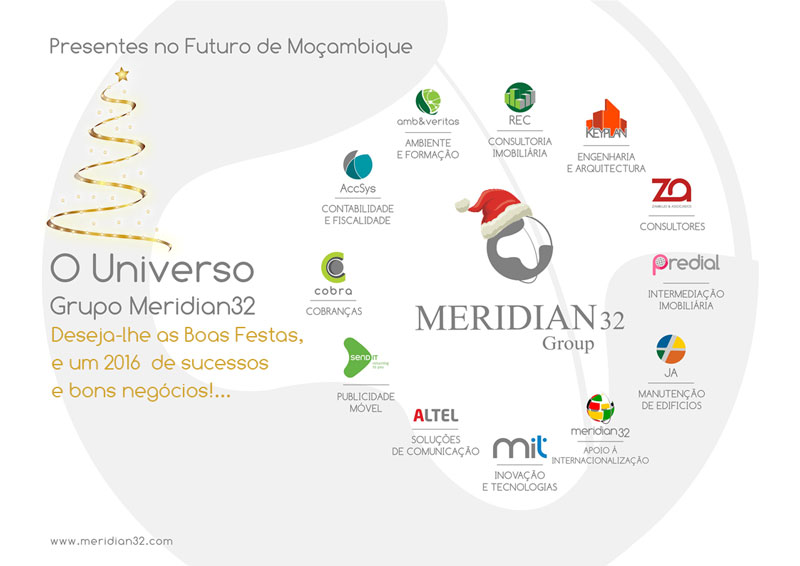 Presentes no Futuro de Moçambique
amb&veritas
AMBIENTE
E FORMAÇÃO
REC
CONSULTORIA
IMOBILIÁRIA
KEYPLAN
ENGENHARIA
E ARQUITECTURA
AccSys
CONTABILIDADE
E FISCALIDADE
ZA
CONSULTORES
O Universo
Grupo Meridian32
Deseja-lhe as Boas Festas,
e um 2016 de sucessos
e bons negócios!...
cobra
COBRANÇAS
MERIDIAN 32
Group
Predial
INTERMEDIAÇÃO
IMOBILIÁRIA
SEND IT
PUBLICIDADE
MÓVEL
JA
MANUTENÇÃO
DE EDIFICIOS
ALTEL
SOLUÇÕES
DE COMUNICAÇÃO
mit
INOVAÇÃO
E TECNOLOGIAS
meridian32
APOIO À
INTERNACIONALIZAÇÃO
www.meridian32.com